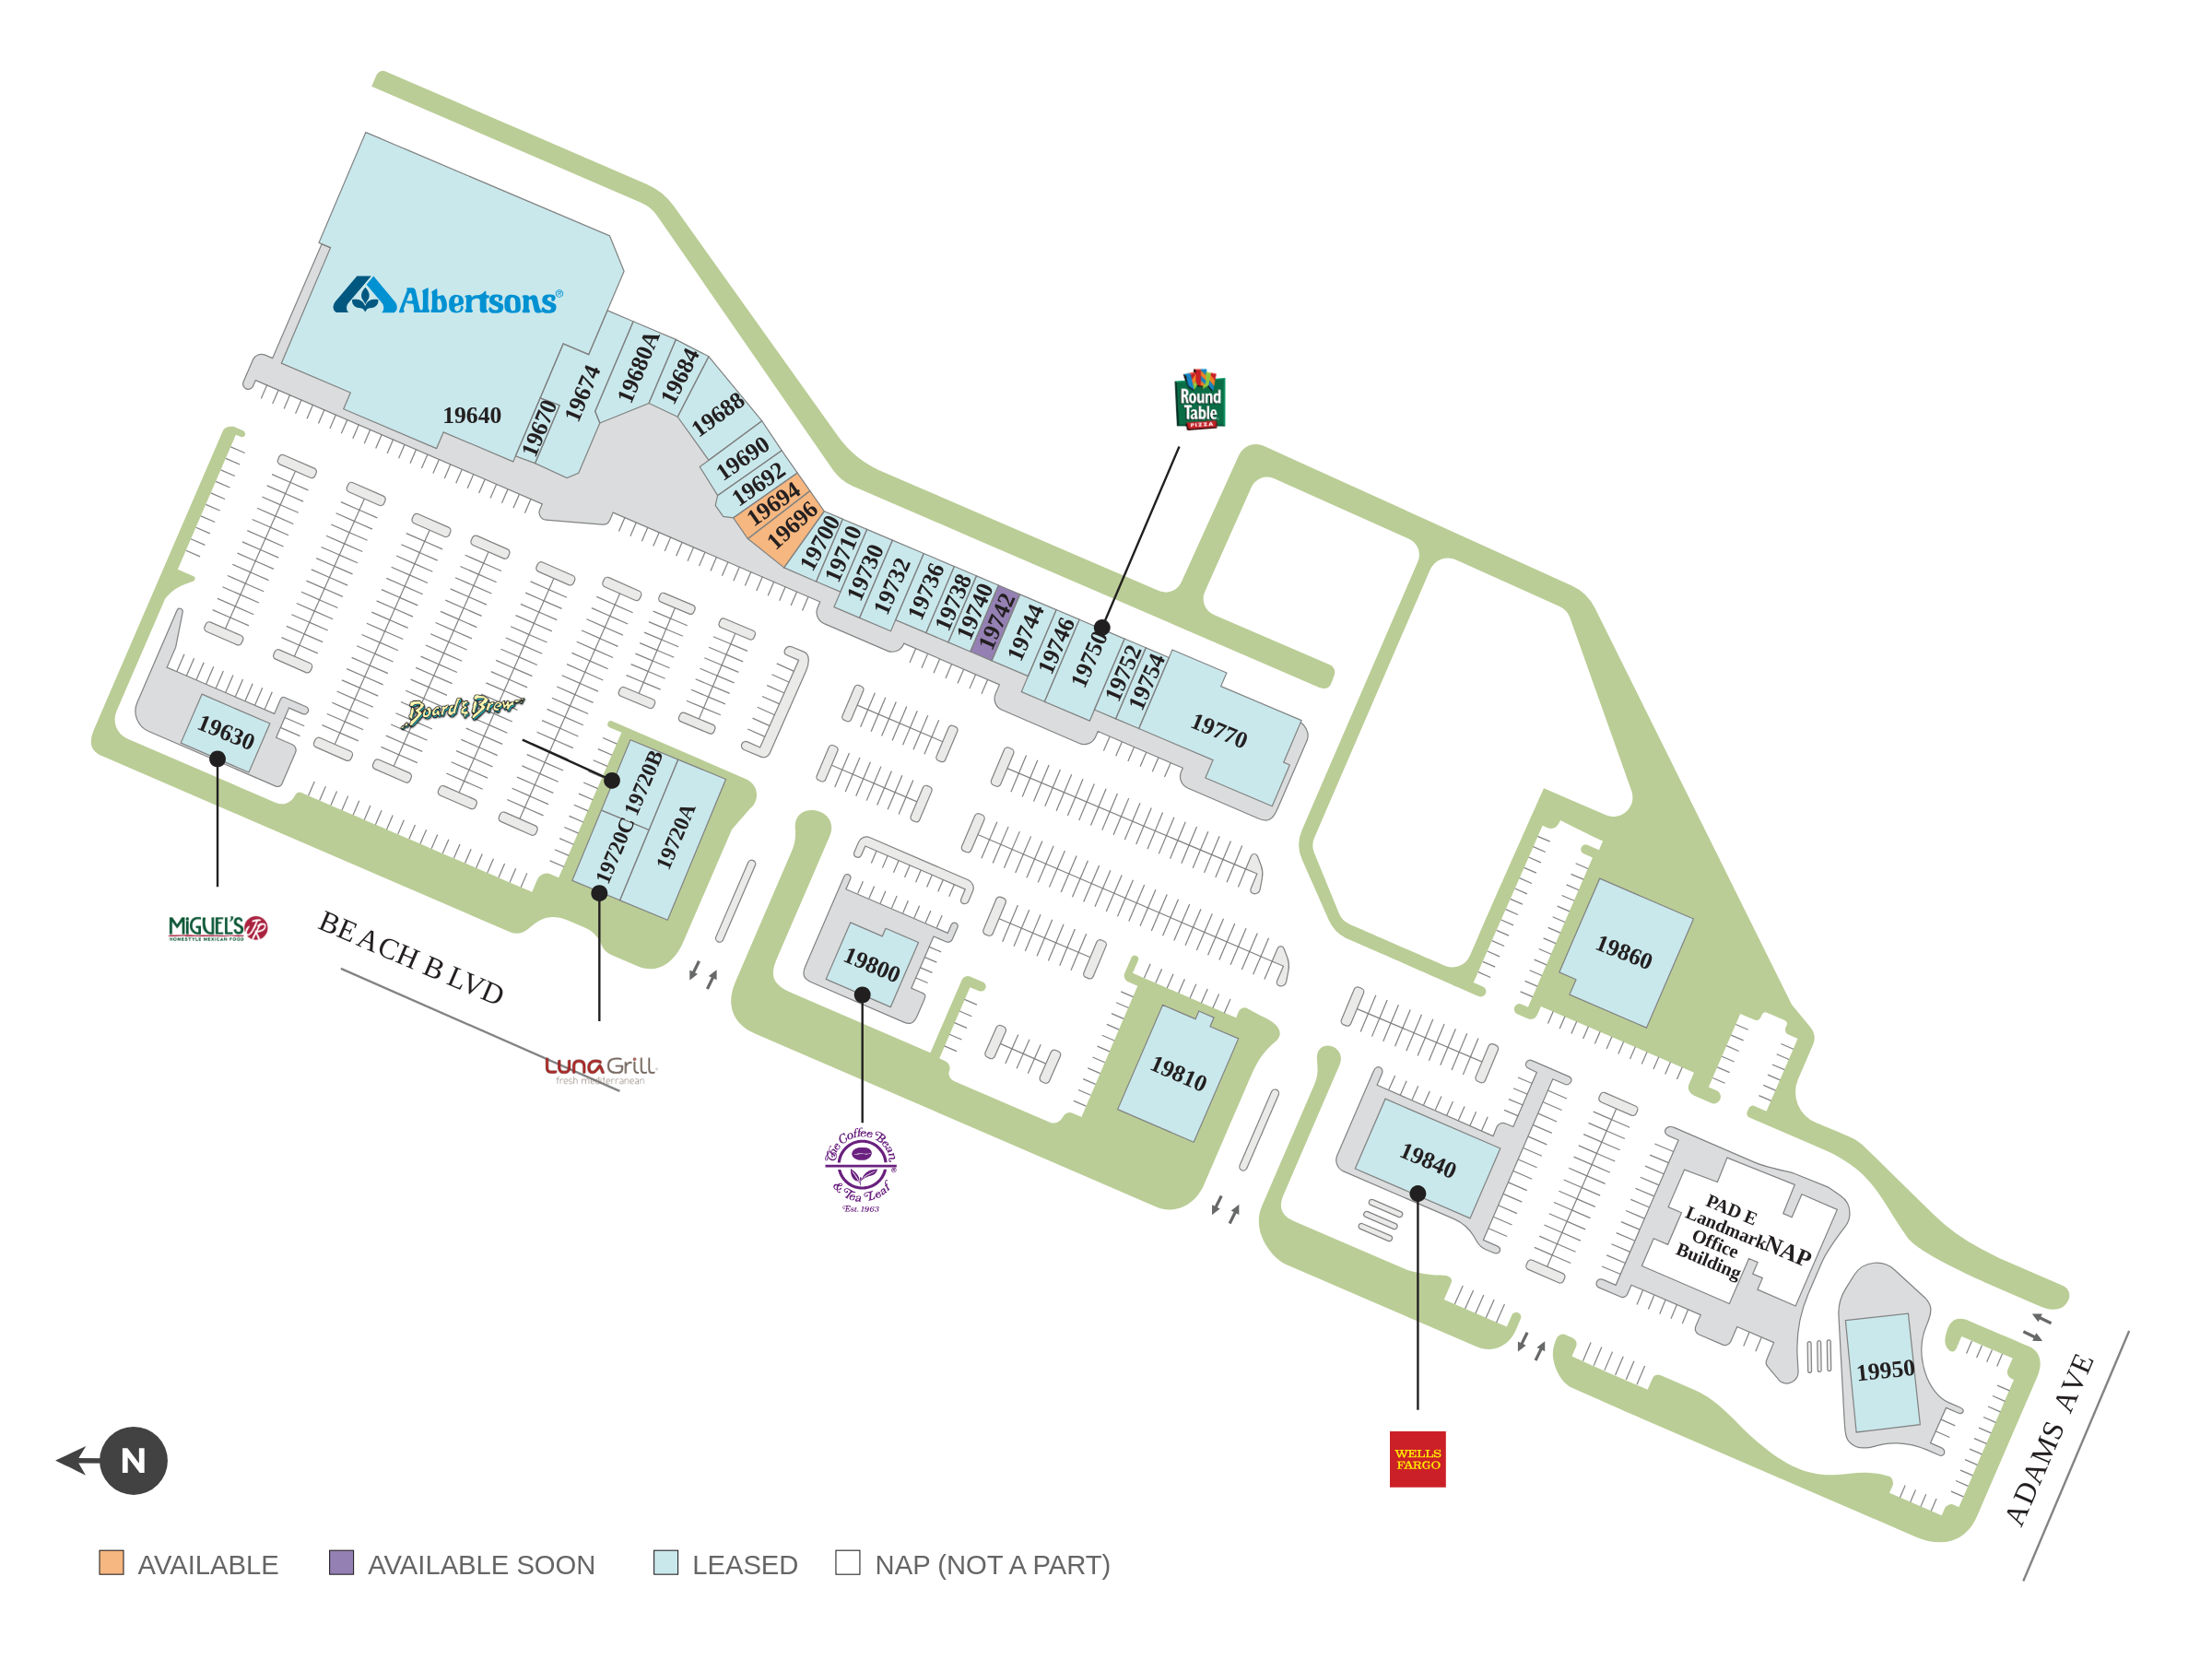 Albertsons®
19640
19670
19674
19680A
19684
19688
19690
19692
19694
19696
19700
19710
19730
19732
19736
19738
19740
19742
19744
19746
19750
19752
19754
19770
Round
Table
PIZZA
19630
MiGUEL'S JR
HOMESTYLE MEXICAN FOOD
Board & Brew
19720B
19720C
19720A
BEACH BLVD
Luna Grill
fresh mediterranean
19800
The Coffee Bean
& Tea Leaf
Est. 1963
19810
19860
19840
WELLS
FARGO
PAD E
Landmark
Office
Building
NAP
19950
ADAMS AVE
N
AVAILABLE
AVAILABLE SOON
LEASED
NAP (NOT A PART)